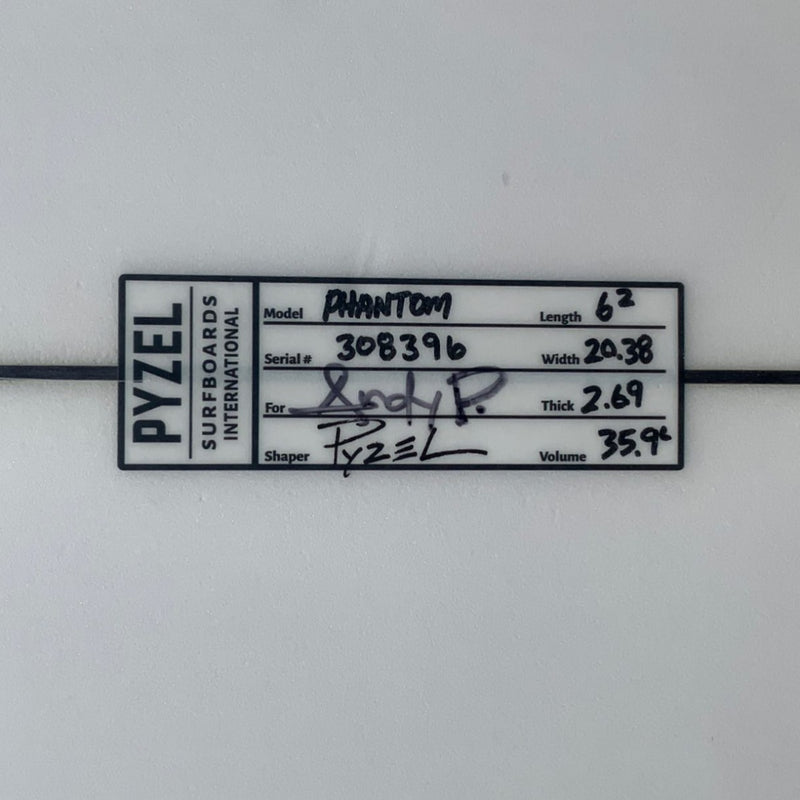 PYZEL
SURFBOARDS
INTERNATIONAL
Model PHANTOM Length 6²
Serial # 308396 Width 20.38
For Andy P. Thick 2.69
Shaper PYZEL Volume 35.9L